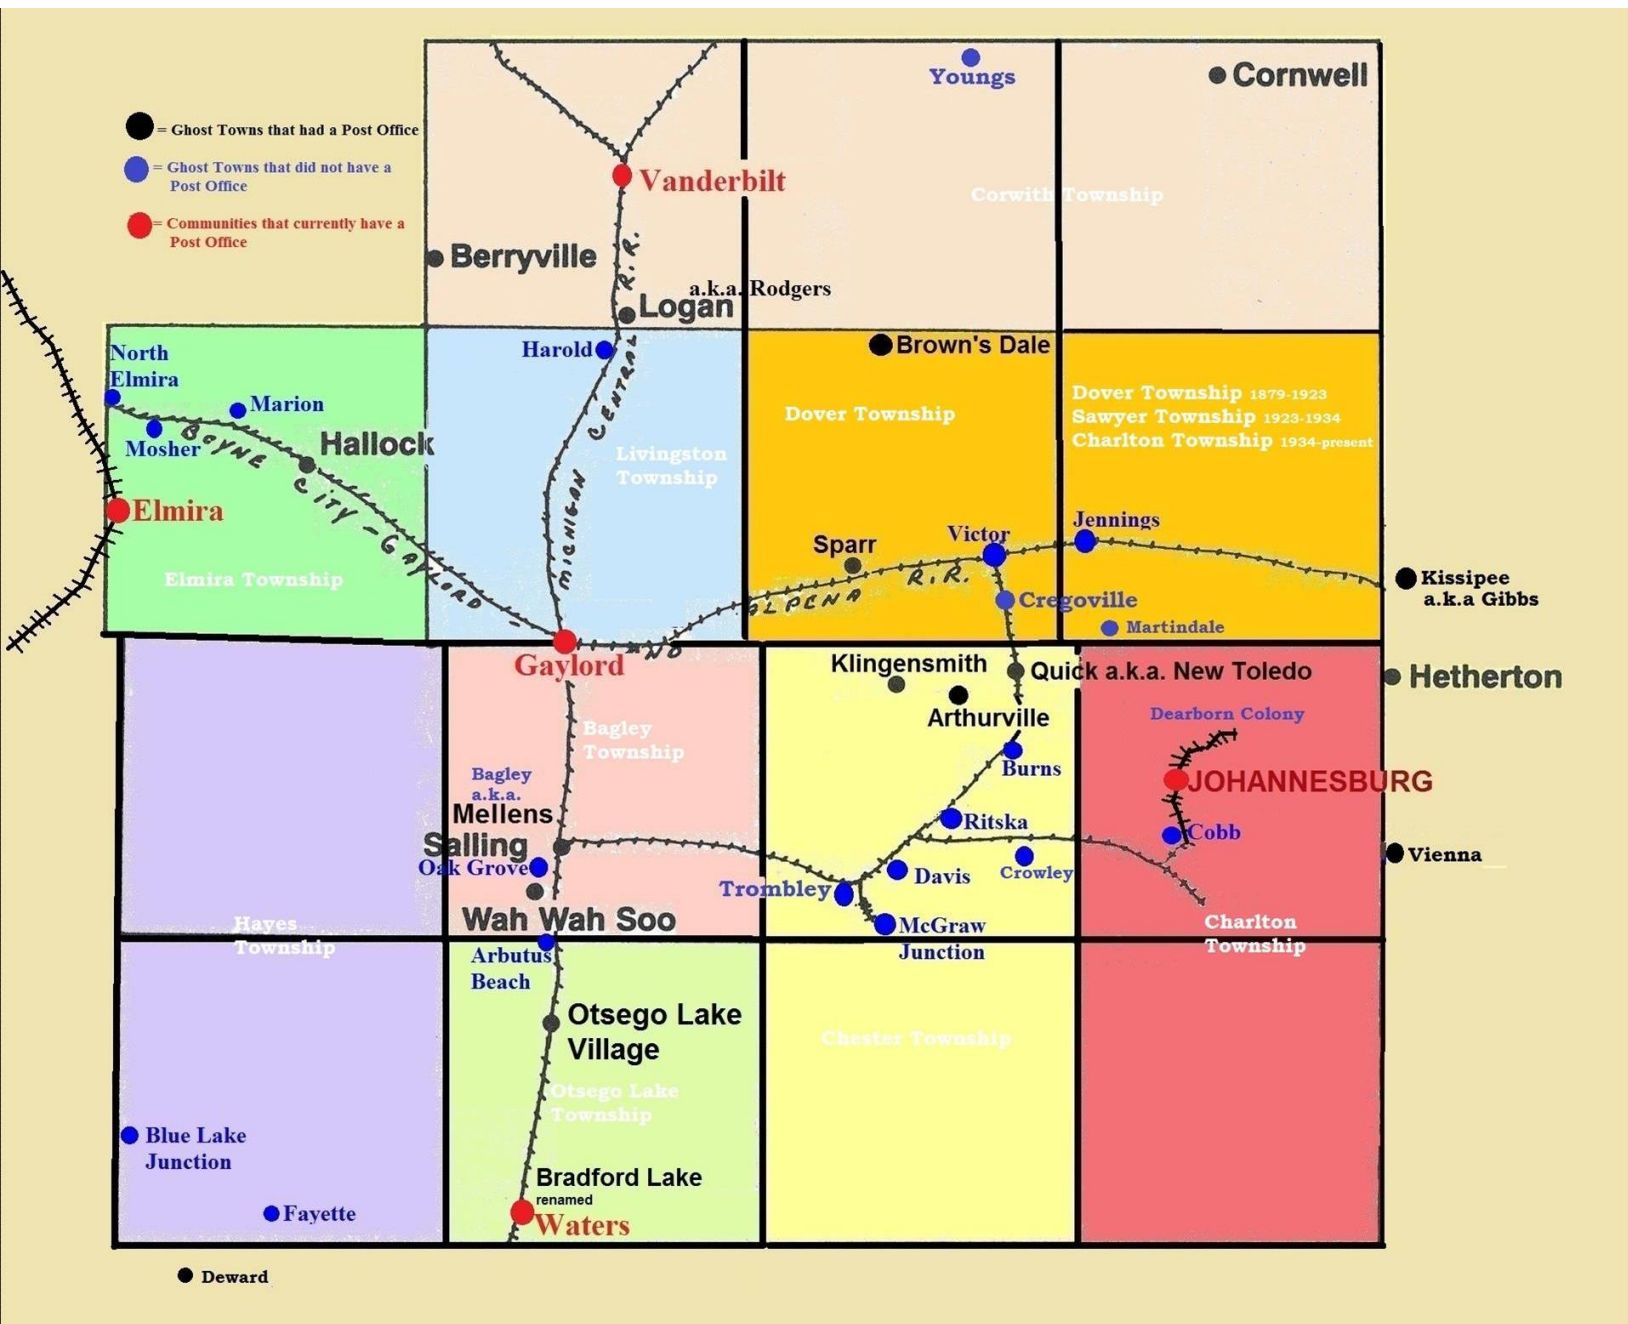 Youngs
Cornwell
= Ghost Towns that had a Post Office
= Ghost Towns that did not have a
Post Office
= Communities that currently have a
Post Office
Vanderbilt
Corwith Township
Berryville
R.R.
a.k.a. Rodgers
Logan
North
Elmira
Harold
Brown's Dale
Marion
Mosher
Hallock
BOYNE
CITY - GAYLORD
MICHIGAN CENTRAL
Livingston
Township
Dover Township
Dover Township 1879-1923
Sawyer Township 1923-1934
Charlton Township 1934-present
Elmira
Elmira Township
Sparr
Victor
Jennings
ALPENA R.R.
Cregoville
Martindale
Kissipee
a.k.a Gibbs
Gaylord
Klingensmith
Quick a.k.a. New Toledo
Hetherton
Arthurville
Dearborn Colony
Bagley
Township
Burns
Bagley
a.k.a.
Mellens
JOHANNESBURG
Salling
Ritska
Cobb
Oak Grove
Davis
Crowley
Vienna
Trombley
Wah Wah Soo
McGraw
Junction
Hayes
Township
Charlton
Township
Arbutus
Beach
Otsego Lake
Village
Chester Township
Otsego Lake
Township
Blue Lake
Junction
Bradford Lake
renamed
Waters
Fayette
Deward